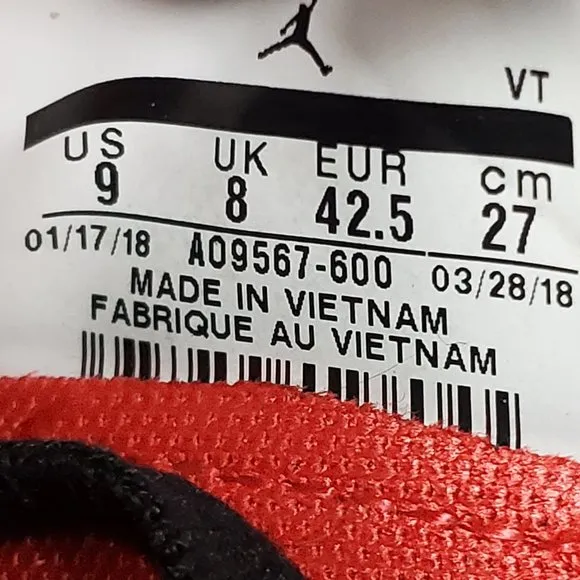 VT
US UK EUR cm
9 8 42.5 27
01/17/18 AO9567-600 03/28/18
MADE IN VIETNAM
FABRIQUE AU VIETNAM